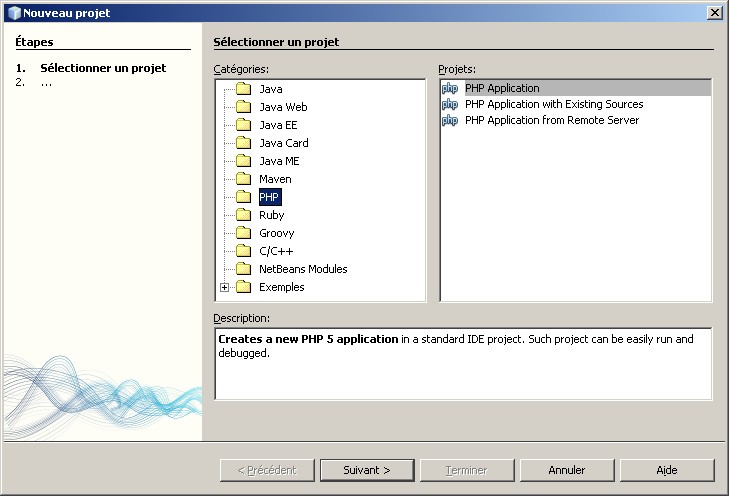 Nouveau projet
Étapes
1. Sélectionner un projet
2. ...
Sélectionner un projet
Catégories:
Java
Java Web
Java EE
Java Card
Java ME
Maven
PHP
Ruby
Groovy
C/C++
NetBeans Modules
Exemples
Projets:
php PHP Application
php PHP Application with Existing Sources
php PHP Application from Remote Server
Description:
Creates a new PHP 5 application in a standard IDE project. Such project can be easily run and
debugged.
< Précédent
Suivant >
Terminer
Annuler
Aide